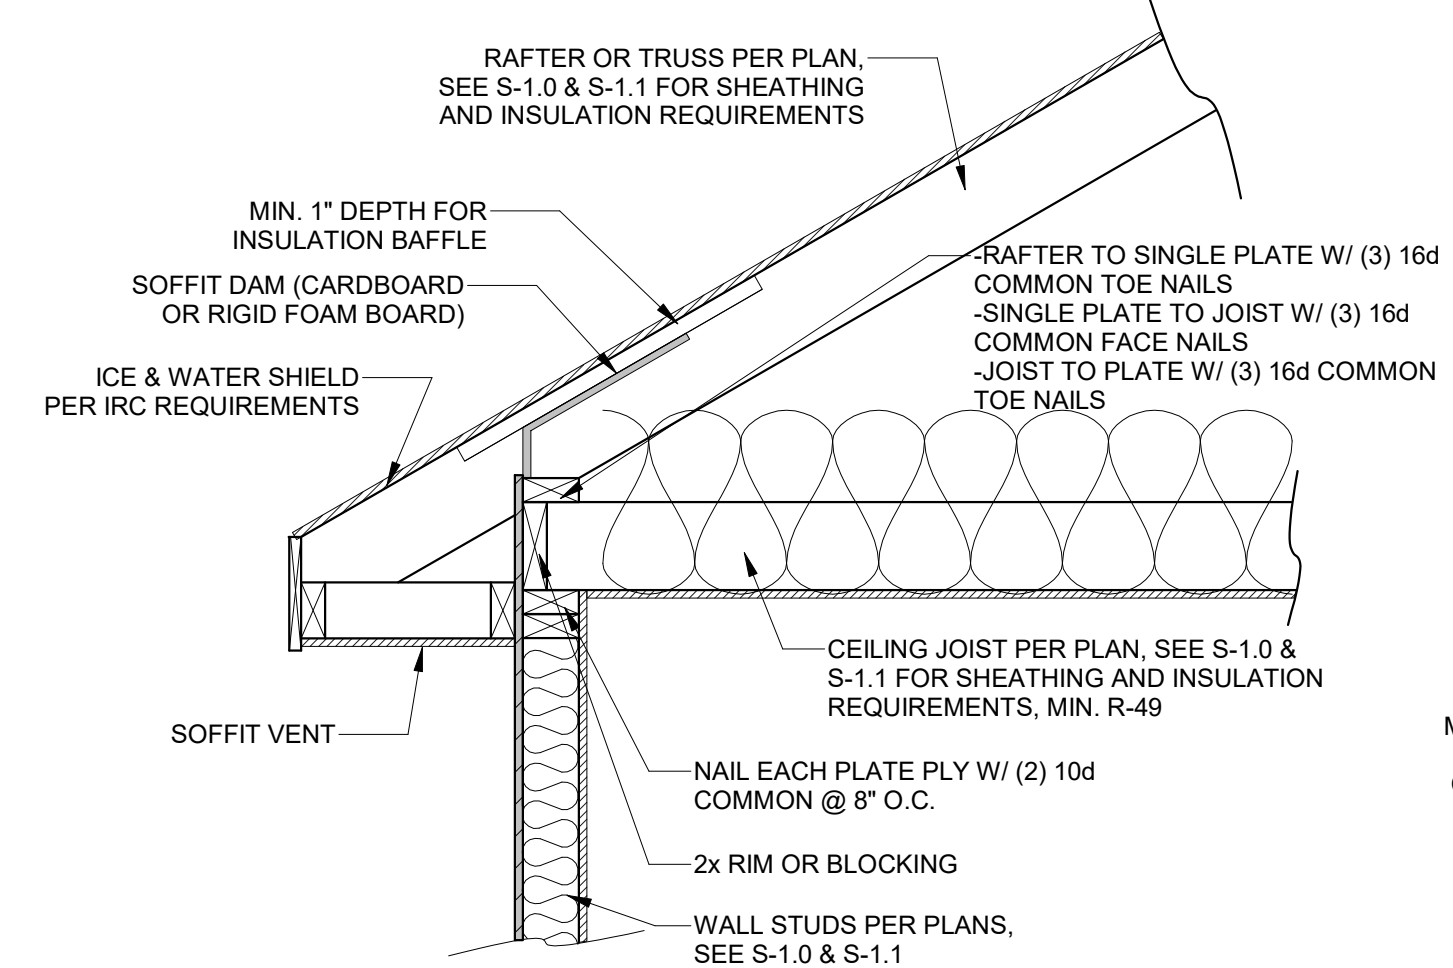 RAFTER OR TRUSS PER PLAN,
SEE S-1.0 & S-1.1 FOR SHEATHING
AND INSULATION REQUIREMENTS
MIN. 1" DEPTH FOR
INSULATION BAFFLE
SOFFIT DAM (CARDBOARD
OR RIGID FOAM BOARD)
ICE & WATER SHIELD
PER IRC REQUIREMENTS
-RAFTER TO SINGLE PLATE W/ (3) 16d
COMMON TOE NAILS
-SINGLE PLATE TO JOIST W/ (3) 16d
COMMON FACE NAILS
-JOIST TO PLATE W/ (3) 16d COMMON
TOE NAILS
CEILING JOIST PER PLAN, SEE S-1.0 &
S-1.1 FOR SHEATHING AND INSULATION
REQUIREMENTS, MIN. R-49
SOFFIT VENT
NAIL EACH PLATE PLY W/ (2) 10d
COMMON @ 8" O.C.
2x RIM OR BLOCKING
WALL STUDS PER PLANS,
SEE S-1.0 & S-1.1